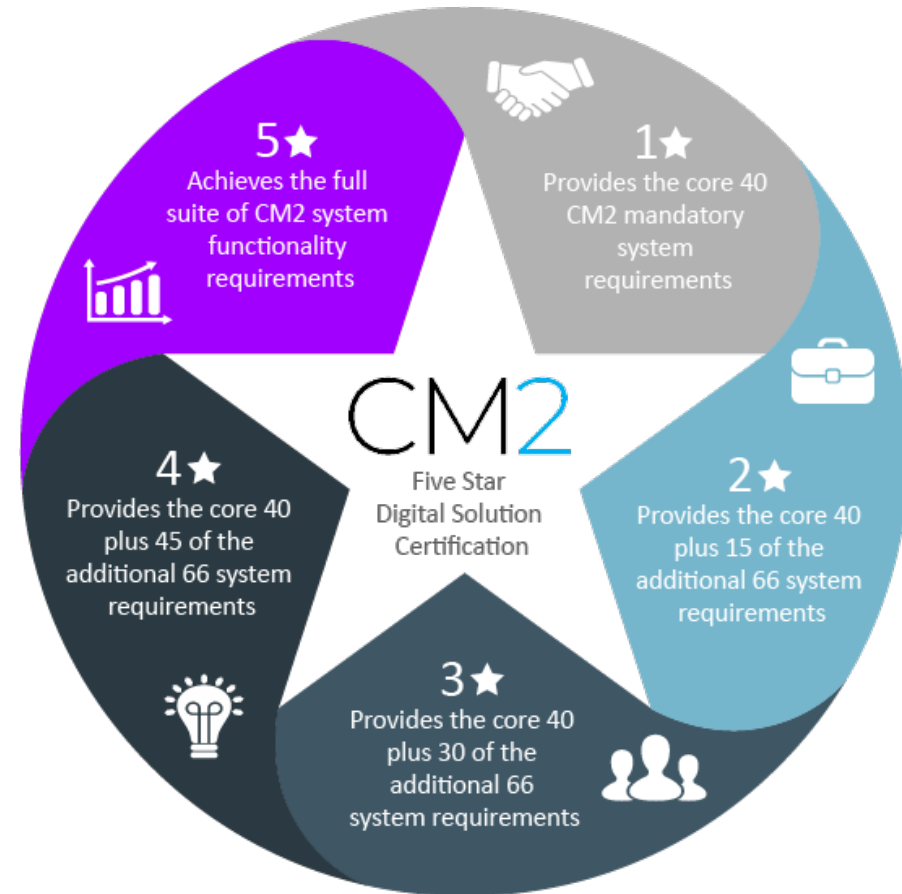 CM2
Five Star
Digital Solution
Certification
1★
Provides the core 40
CM2 mandatory
system
requirements
2★
Provides the core 40
plus 15 of the
additional 66 system
requirements
3★
Provides the core 40
plus 30 of the
additional 66
system requirements
4★
Provides the core 40
plus 45 of the
additional 66 system
requirements
5★
Achieves the full
suite of CM2 system
functionality
requirements